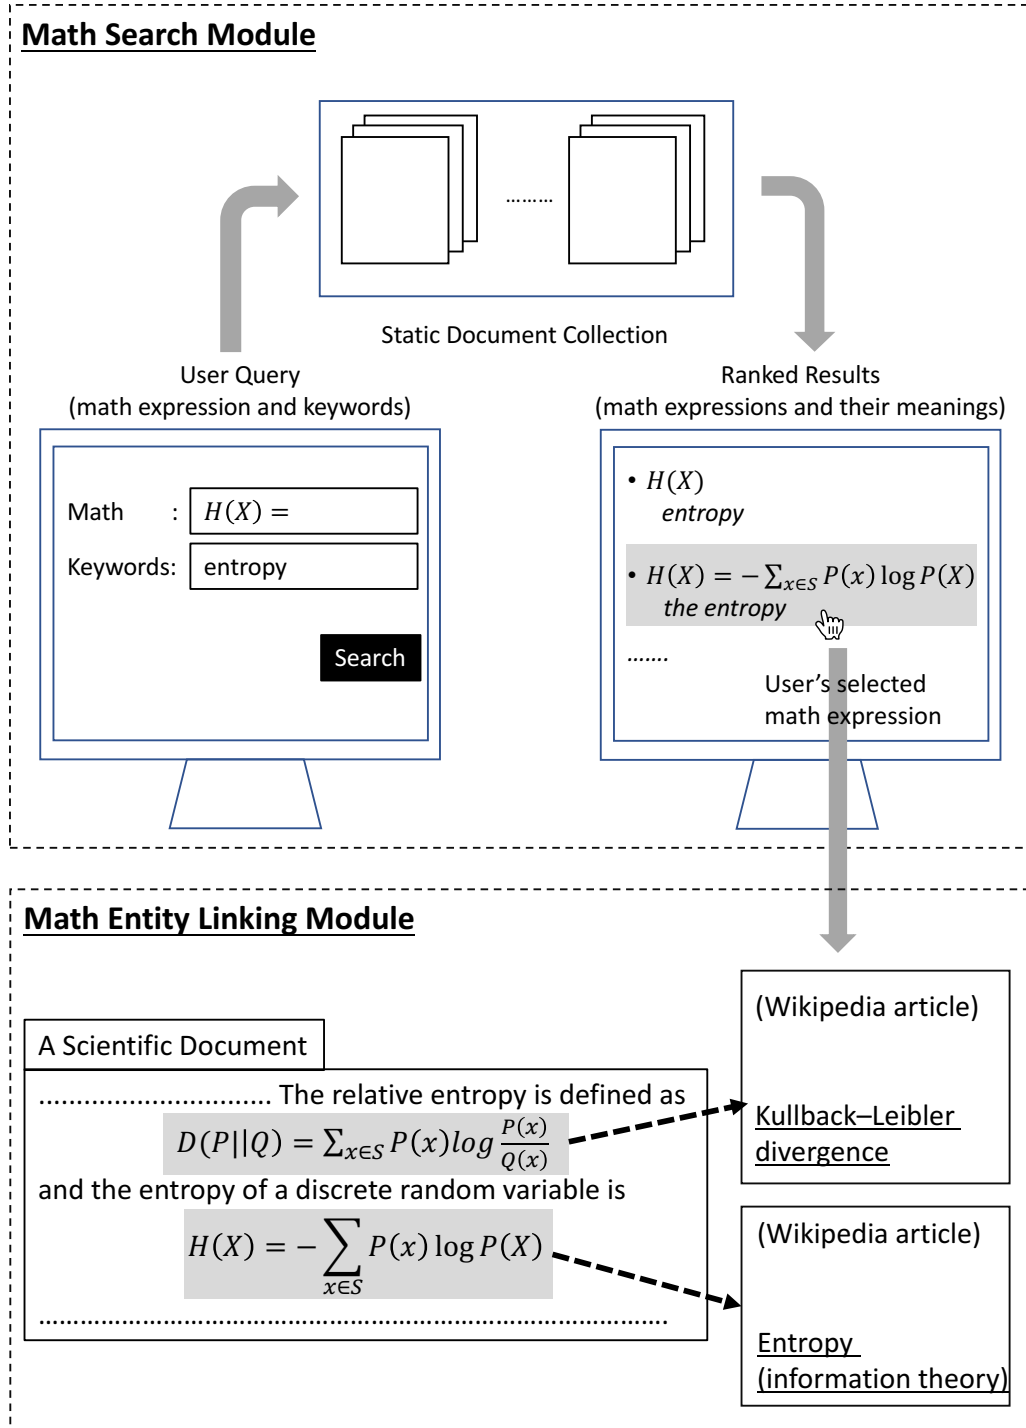 Math Search Module
………
Static Document Collection
User Query
(math expression and keywords)
Ranked Results
(math expressions and their meanings)
Math : H(X) =
Keywords: entropy
Search
• H(X)
entropy
• H(X) = − ∑x∈S P(x) log P(X)
the entropy
.......
User’s selected
math expression
Math Entity Linking Module
A Scientific Document
................................. The relative entropy is defined as
D(P||Q) = ∑x∈S P(x)log P(x)/Q(x)
and the entropy of a discrete random variable is
H(X) = − ∑x∈S P(x) log P(X)
……………………………………………………………………………….
(Wikipedia article)
Kullback–Leibler
divergence
(Wikipedia article)
Entropy
(information theory)